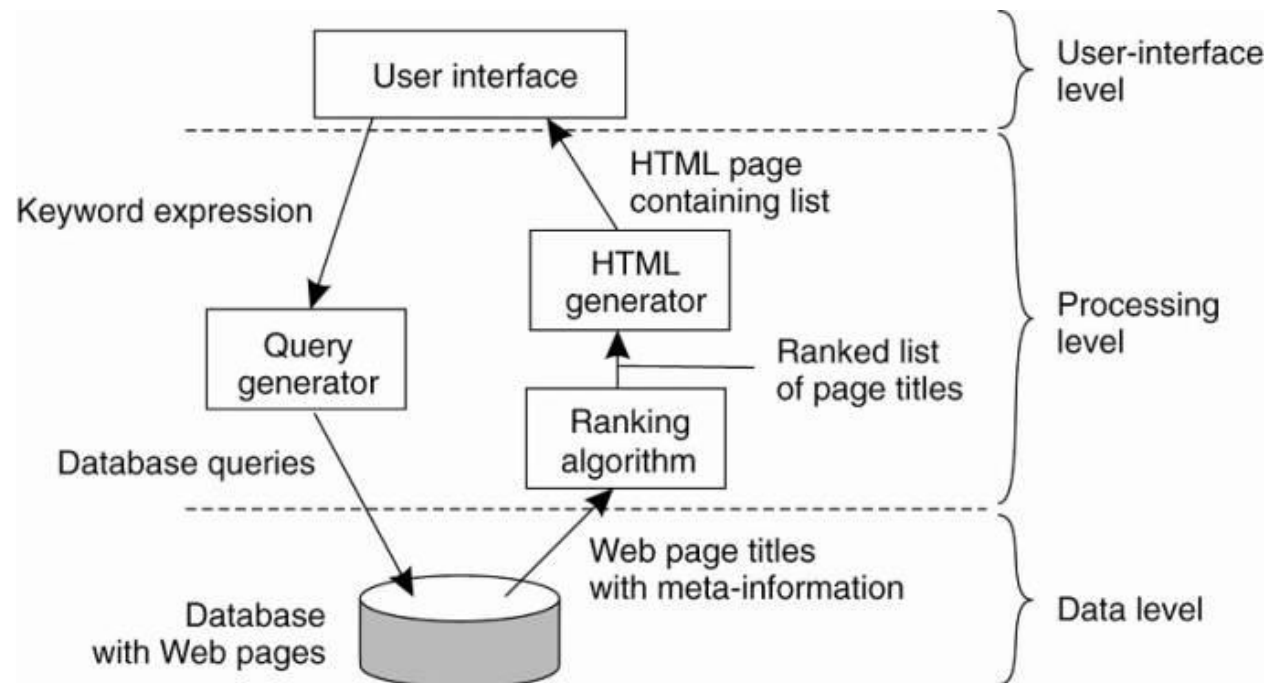 User interface
User-interface
level
Keyword expression
HTML page
containing list
HTML
generator
Query
generator
Ranked list
of page titles
Processing
level
Ranking
algorithm
Database queries
Web page titles
with meta-information
Database
with Web pages
Data level